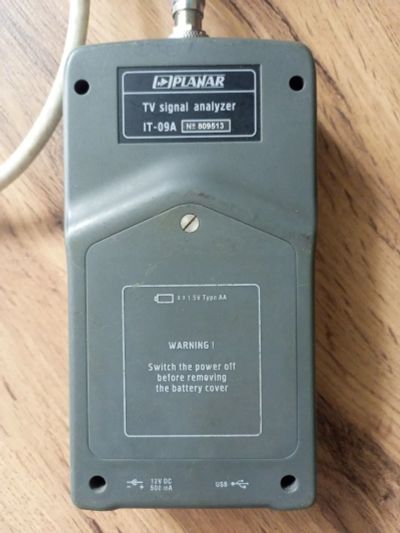 PLANAR
TV signal analyzer
IT-09A № 809513
4 x 1.5V Type AA
WARNING !
Switch the power off
before removing
the battery cover
12V DC
500 mA
USB